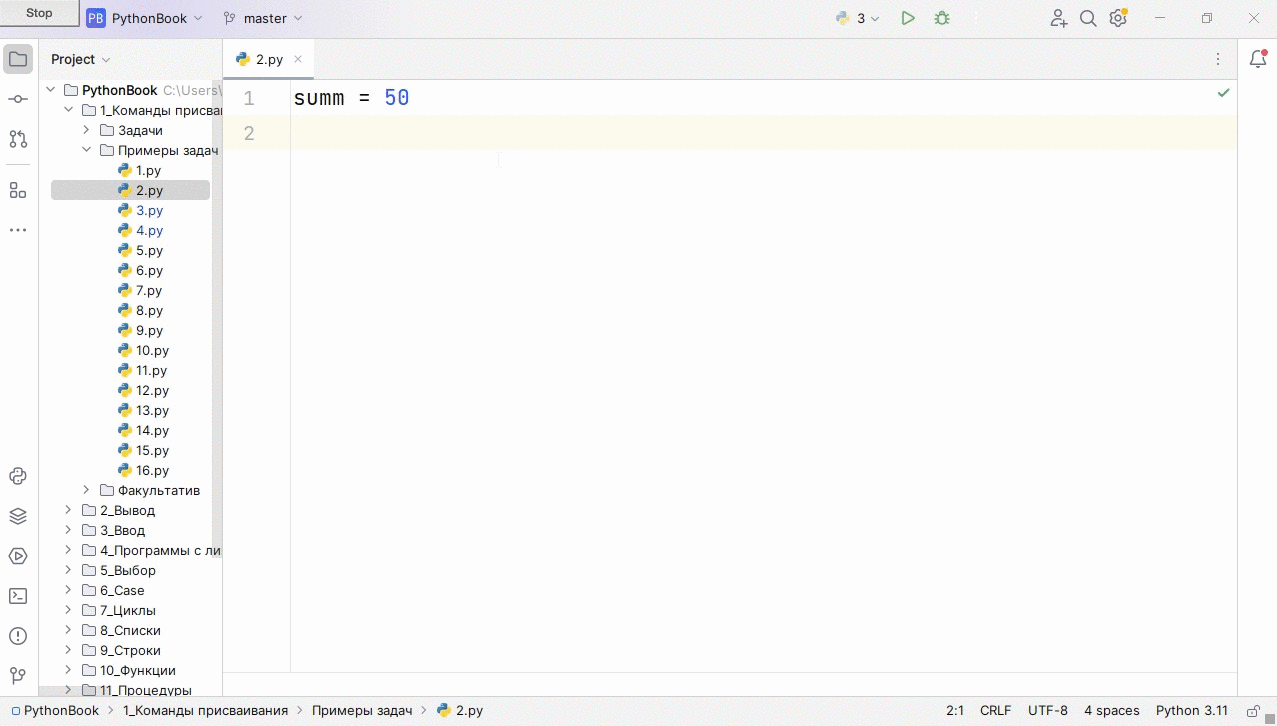 Stop
PB PythonBook
master
3
Project
2.py
PythonBook C:\Users\
1_Команды присва
Задачи
Примеры задач
1.py
2.py
3.py
4.py
5.py
6.py
7.py
8.py
9.py
10.py
11.py
12.py
13.py
14.py
15.py
16.py
Факультатив
2_Вывод
3_Ввод
4_Программы с ли
5_Выбор
6_Case
7_Циклы
8_Списки
9_Строки
10_Функции
11_Процедуры
1 summ = 50
2
PythonBook > 1_Команды присваивания > Примеры задач > 2.py
2:1 CRLF UTF-8 4 spaces Python 3.11